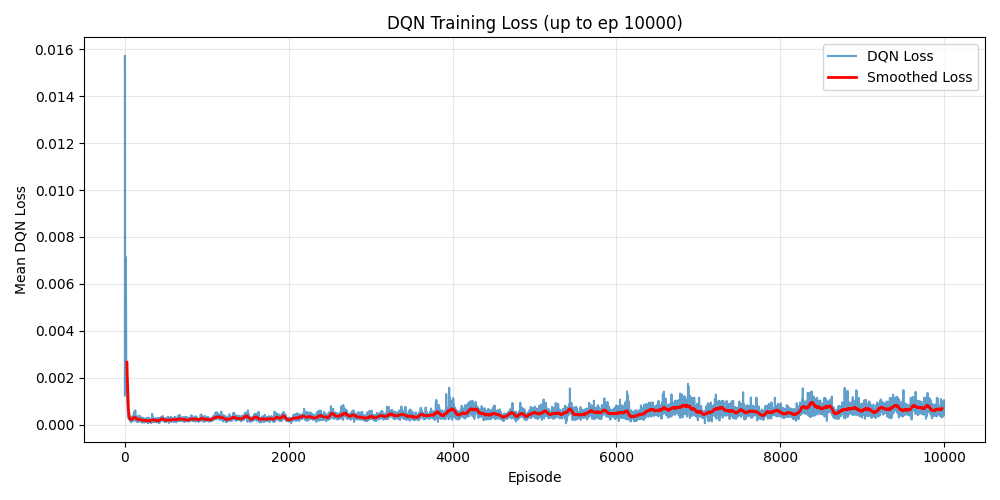 DQN Training Loss (up to ep 10000)
DQN Loss
Smoothed Loss
Mean DQN Loss
0.016
0.014
0.012
0.010
0.008
0.006
0.004
0.002
0.000
0 2000 4000 6000 8000 10000
Episode